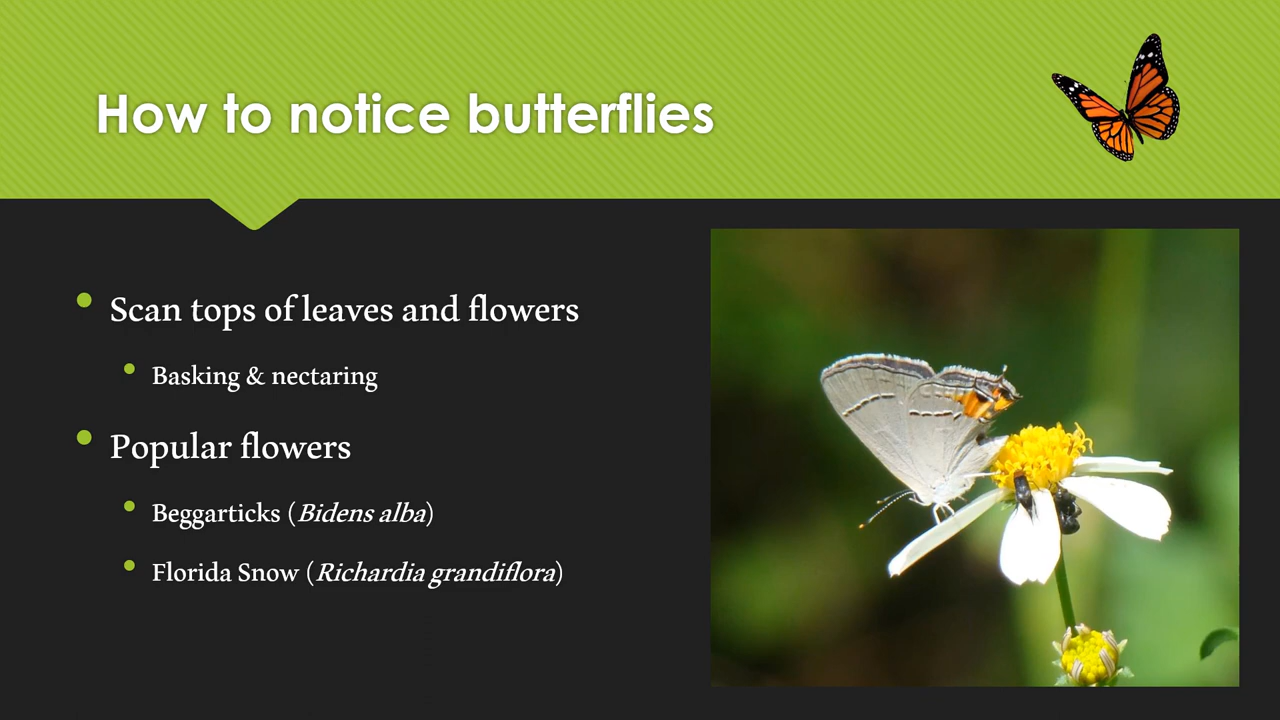 How to notice butterflies
Scan tops of leaves and flowers
Basking & nectaring
Popular flowers
Beggarticks (Bidens alba)
Florida Snow (Richardia grandiflora)